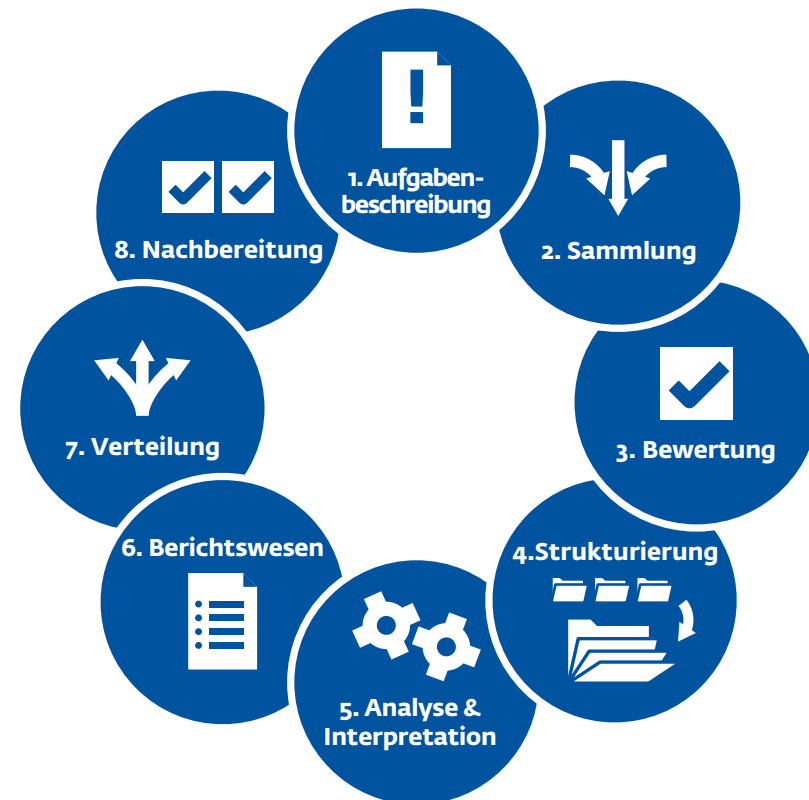 1. Aufgaben-
beschreibung
2. Sammlung
3. Bewertung
4.Strukturierung
5. Analyse &
Interpretation
6. Berichtswesen
7. Verteilung
8. Nachbereitung